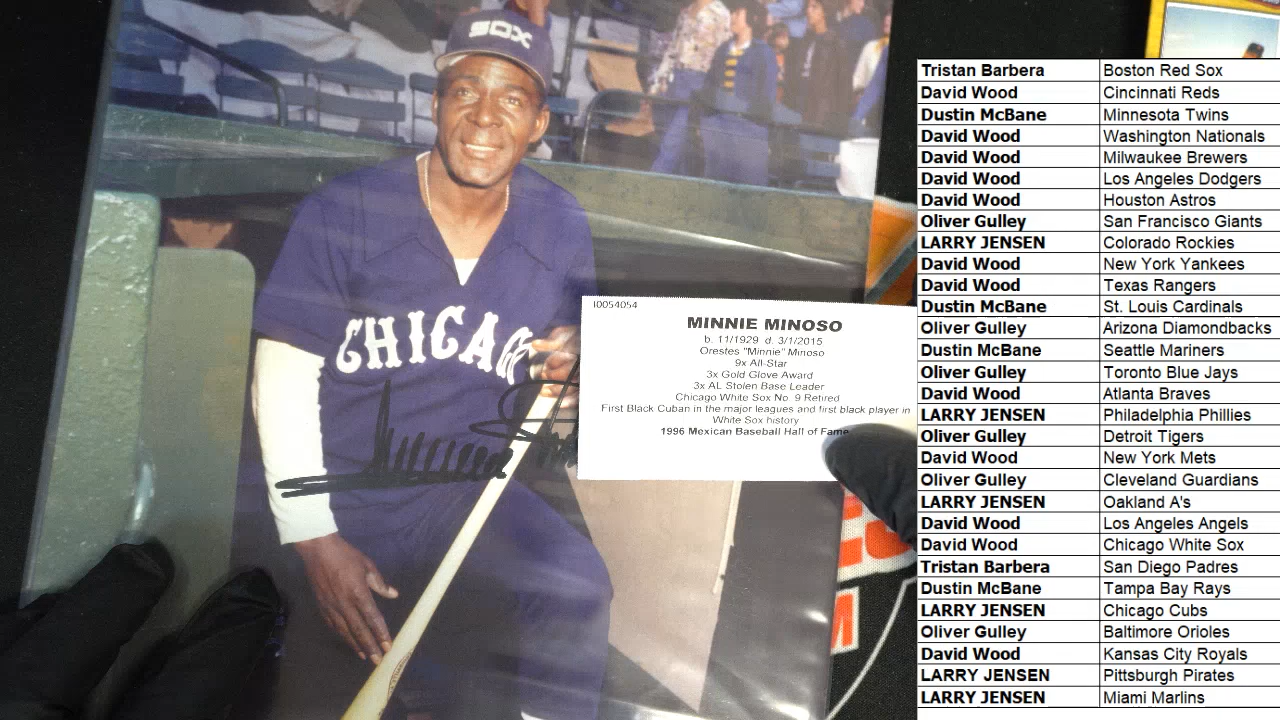 SOX
CHICAG
I0054054
MINNIE MINOSO
b. 11/1929 d. 3/1/2015
Orestes "Minnie" Minoso
9x All-Star
3x Gold Glove Award
3x AL Stolen Base Leader
Chicago White Sox No. 9 Retired
First Black Cuban in the major leagues and first black player in
White Sox history
1996 Mexican Baseball Hall of Fame
Tristan Barbera Boston Red Sox
David Wood Cincinnati Reds
Dustin McBane Minnesota Twins
David Wood Washington Nationals
David Wood Milwaukee Brewers
David Wood Los Angeles Dodgers
David Wood Houston Astros
Oliver Gulley San Francisco Giants
LARRY JENSEN Colorado Rockies
David Wood New York Yankees
David Wood Texas Rangers
Dustin McBane St. Louis Cardinals
Oliver Gulley Arizona Diamondbacks
Dustin McBane Seattle Mariners
Oliver Gulley Toronto Blue Jays
David Wood Atlanta Braves
LARRY JENSEN Philadelphia Phillies
Oliver Gulley Detroit Tigers
David Wood New York Mets
Oliver Gulley Cleveland Guardians
LARRY JENSEN Oakland A's
David Wood Los Angeles Angels
David Wood Chicago White Sox
Tristan Barbera San Diego Padres
Dustin McBane Tampa Bay Rays
LARRY JENSEN Chicago Cubs
Oliver Gulley Baltimore Orioles
David Wood Kansas City Royals
LARRY JENSEN Pittsburgh Pirates
LARRY JENSEN Miami Marlins